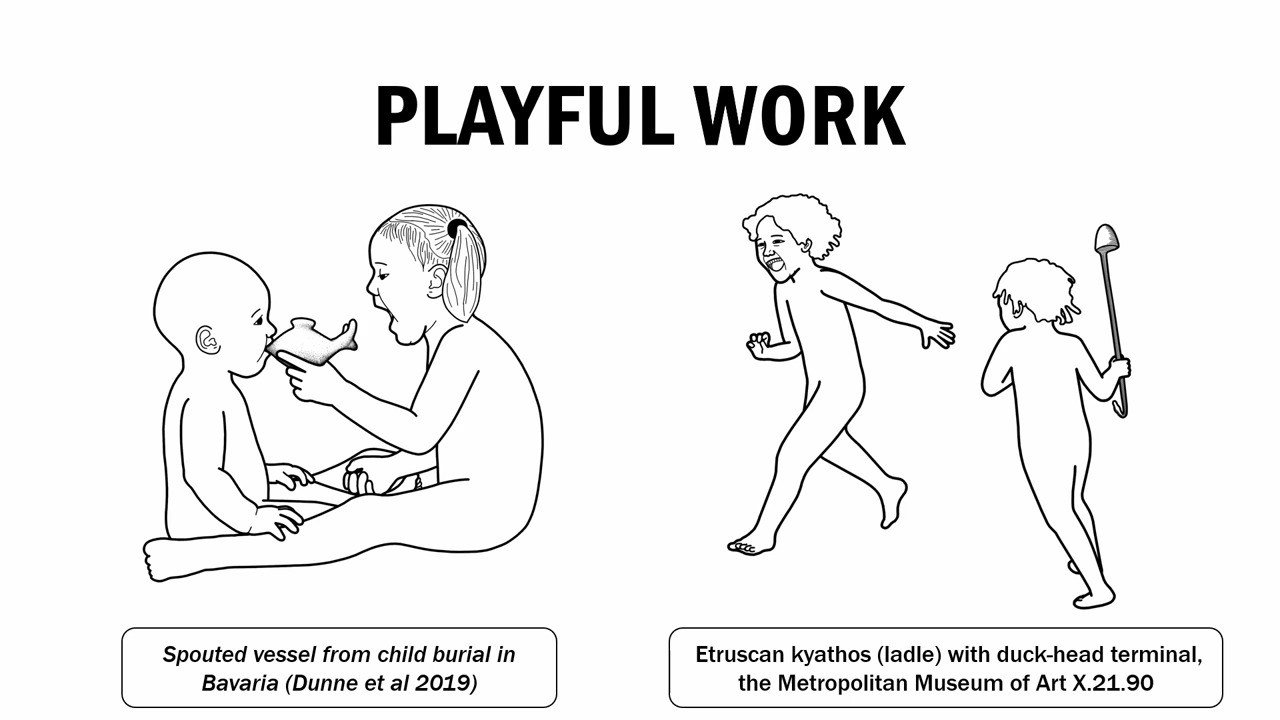 PLAYFUL WORK
Spouted vessel from child burial in
Bavaria (Dunne et al 2019)
Etruscan kyathos (ladle) with duck-head terminal,
the Metropolitan Museum of Art X.21.90